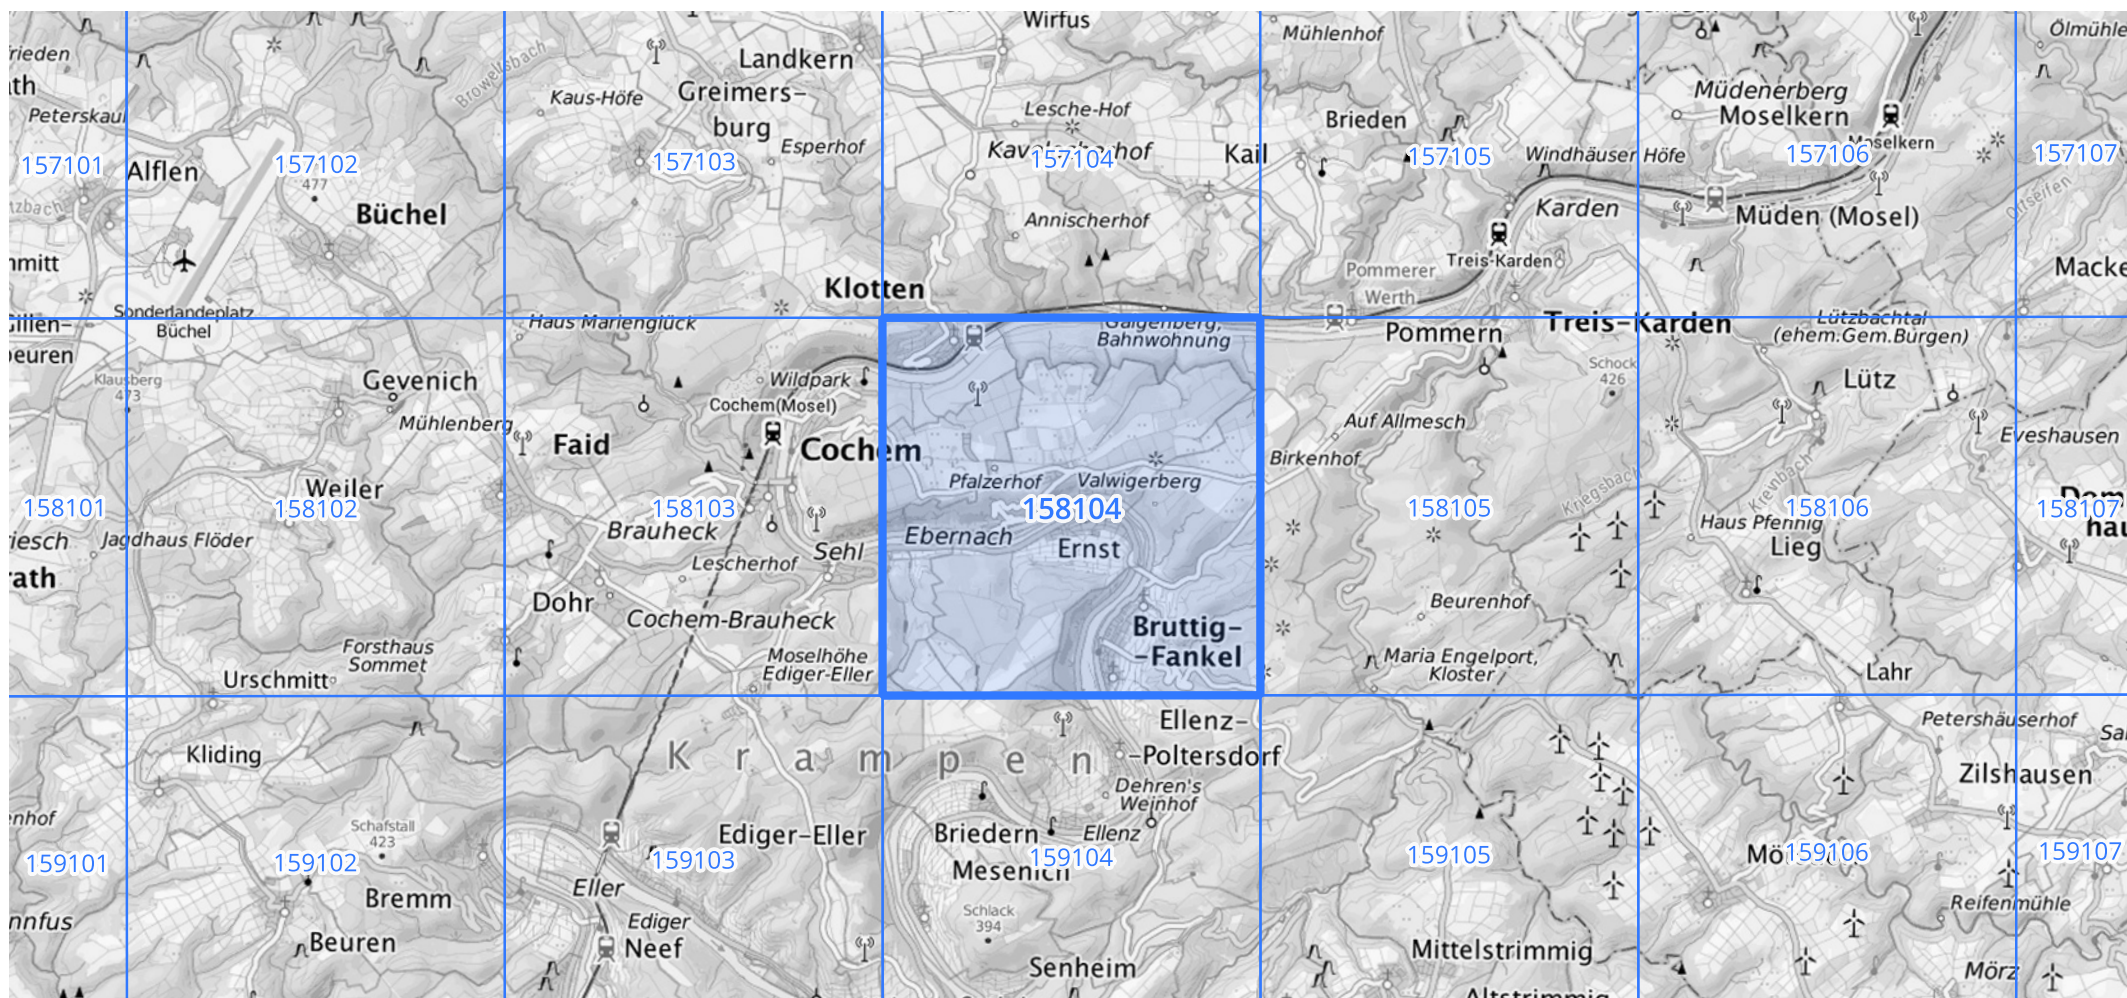 Wirfus
Mühlenhof
Ölmühle
rieden
Landkern
Browellsbach
ath
Kaus-Höfe
Greimers-
burg
Lesche-Hof
Müdenerberg
Peterskaul
Brieden
Moselkern
Esperhof
Moselkern
Kail
Windhäuser Höfe
157101
157102
157103
157104
157105
157106
157107
Alflen
477
Büchel
Annischerhof
Karden
Müden (Mosel)
Treis-Karden
Pommerer
Werth
Macke
Klotten
Sonderlandeplatz
Büchel
Haus Marienglück
Galgenberg,
Bahnwohnung
Pommern
Treis-Karden
Lützbachtal
(ehem.Gem.Burgen)
euren
Klausberg
473
Gevenich
Wildpark
Schock
426
Lütz
Cochem(Mosel)
Mühlenberg
Faid
Cochem
Auf Allmesch
Eveshausen
Birkenhof
Weiler
Pfalzerhof
Valwigerberg
Kriegsbach
158101
158102
158103
158104
158105
158106
158107
Jagdhaus Flöder
Brauheck
Ebernach
Ernst
Haus Pfennig
Lieg
Sehl
Lescherhof
rath
Dohr
Beurenhof
Cochem-Brauheck
Bruttig-
-Fankel
Forsthaus
Sommet
Moselhöhe
Ediger-Eller
Maria Engelport,
Kloster
Urschmitt
Lahr
Ellenz-
-Poltersdorf
Petershäuserhof
Kliding
Krampen
Zilshausen
Dehren's
Weinhof
Schafstall
423
Ediger-Eller
Briedern
Ellenz
159101
159102
159103
159104
159105
159106
159107
Mesenich
Bremm
Eller
Schlack
394
Reifenmühle
nnfus
Ediger
Beuren
Neef
Mittelstrimmig
Senheim
Mörz
Altstrimmig